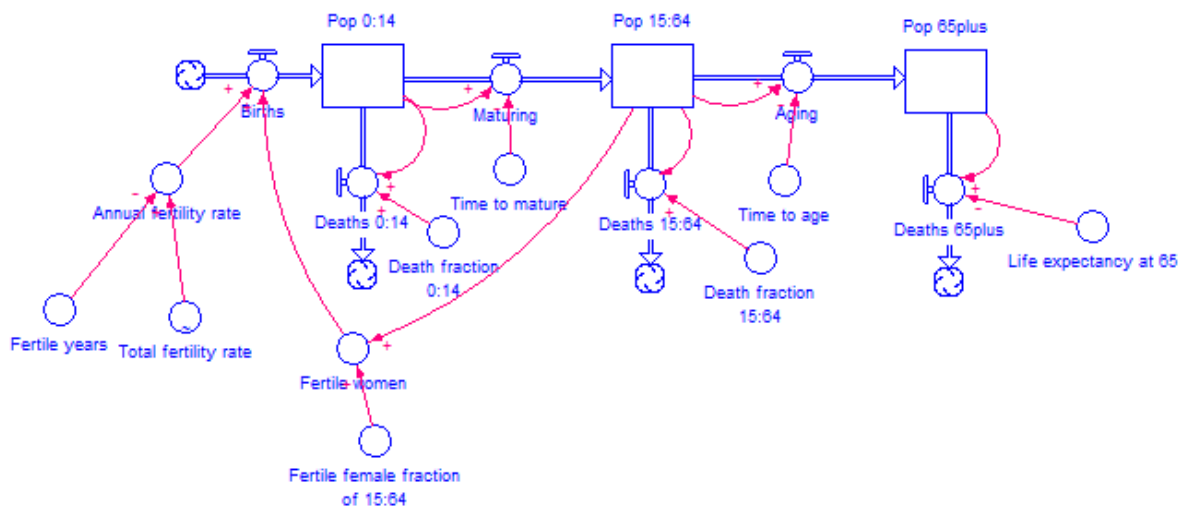 Pop 0:14
Pop 15:64
Pop 65plus
+
+
+
+
+
Births
Maturing
Aging
-
+
+
+
+
-
Time to mature
Time to age
Annual fertility rate
+
+
+
Deaths 0:14
Deaths 15:64
Deaths 65plus
Life expectancy at 65
Death fraction
0:14
Death fraction
15:64
~
Fertile years
Total fertility rate
+
Fertile women
+
Fertile female fraction
of 15:64